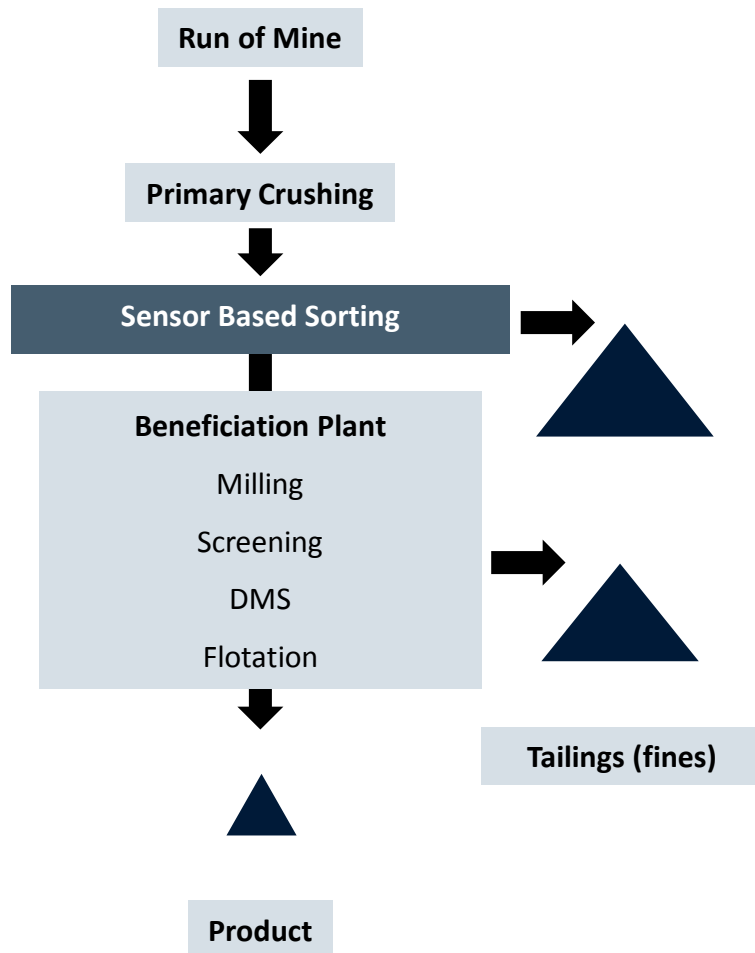 Run of Mine
Primary Crushing
Sensor Based Sorting
Beneficiation Plant
Milling
Screening
DMS
Flotation
Tailings (fines)
Product